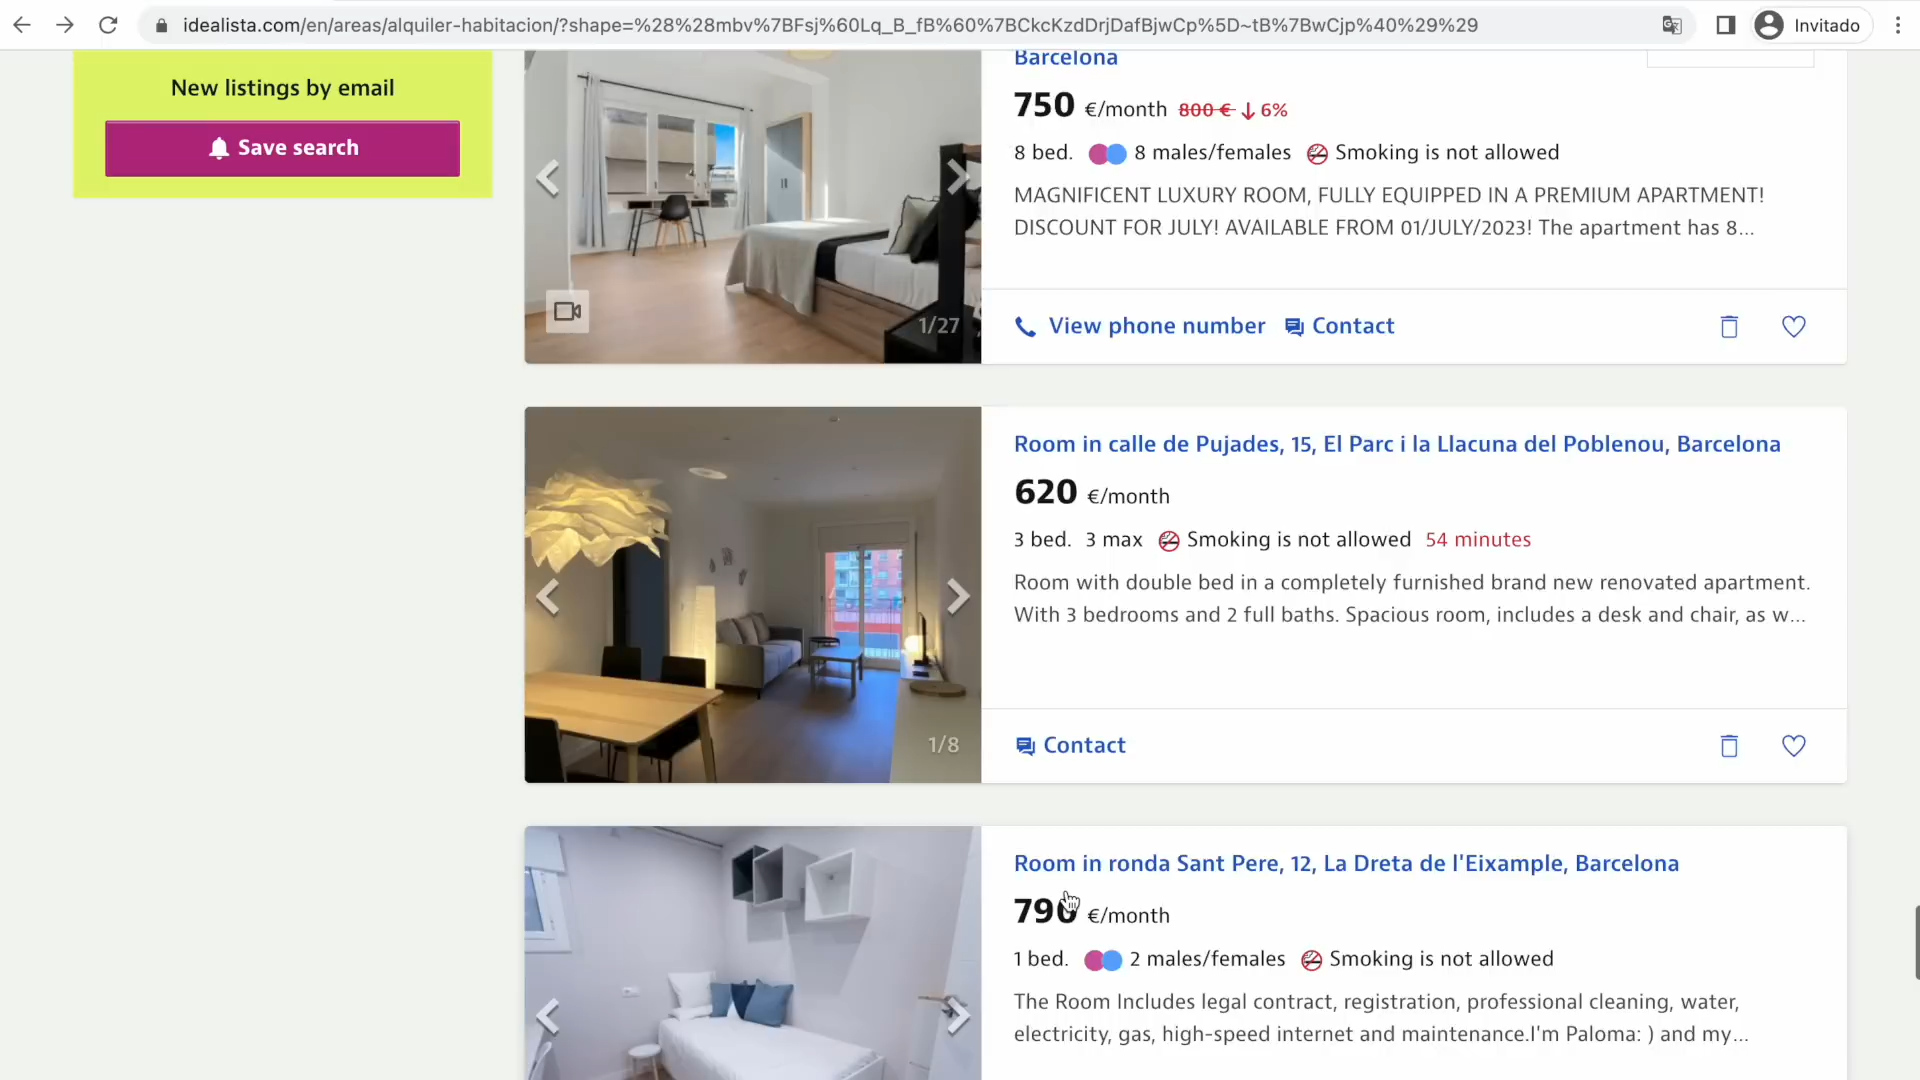 idealista.com/en/areas/alquiler-habitacion/?shape=%28%28mbv%7BFsj%60Lq_B_fB%60%7BCkcKzdDrjDafBjwCp%5D~tB%7BwCjp%40%29%29
Invitado
New listings by email
Save search
1/27
Barcelona
750 €/month 800 € 6%
8 bed. 8 males/females Smoking is not allowed
MAGNIFICENT LUXURY ROOM, FULLY EQUIPPED IN A PREMIUM APARTMENT!
DISCOUNT FOR JULY! AVAILABLE FROM 01/JULY/2023! The apartment has 8...
View phone number Contact
1/8
Room in calle de Pujades, 15, El Parc i la Llacuna del Poblenou, Barcelona
620 €/month
3 bed. 3 max Smoking is not allowed 54 minutes
Room with double bed in a completely furnished brand new renovated apartment.
With 3 bedrooms and 2 full baths. Spacious room, includes a desk and chair, as w...
Contact
Room in ronda Sant Pere, 12, La Dreta de l'Eixample, Barcelona
790 €/month
1 bed. 2 males/females Smoking is not allowed
The Room Includes legal contract, registration, professional cleaning, water,
electricity, gas, high-speed internet and maintenance.I'm Paloma: ) and my...